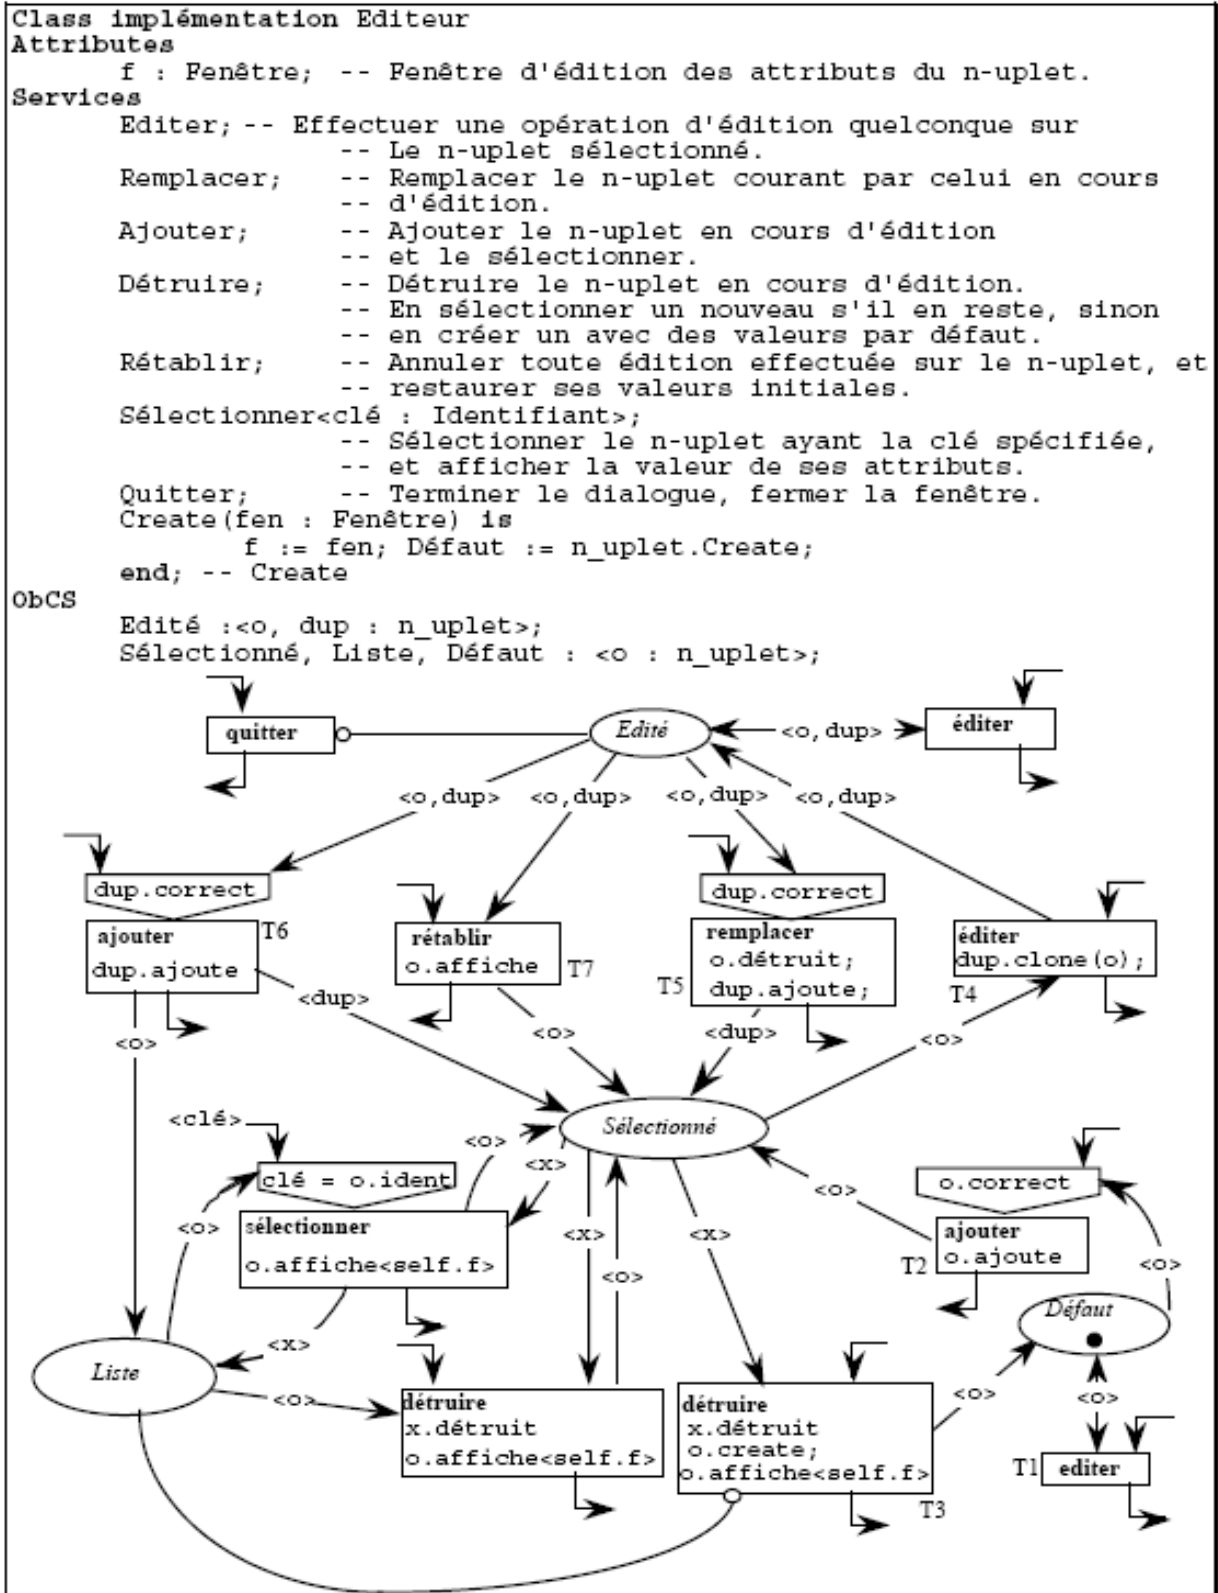 Class implémentation Editeur
Attributes
f : Fenêtre; -- Fenêtre d'édition des attributs du n-uplet.
Services
Editer; -- Effectuer une opération d'édition quelconque sur
-- Le n-uplet sélectionné.
Remplacer; -- Remplacer le n-uplet courant par celui en cours
-- d'édition.
Ajouter; -- Ajouter le n-uplet en cours d'édition
-- et le sélectionner.
Détruire; -- Détruire le n-uplet en cours d'édition.
-- En sélectionner un nouveau s'il en reste, sinon
-- en créer un avec des valeurs par défaut.
Rétablir; -- Annuler toute édition effectuée sur le n-uplet, et
-- restaurer ses valeurs initiales.
Sélectionner<clé : Identifiant>;
-- Sélectionner le n-uplet ayant la clé spécifiée,
-- et afficher la valeur de ses attributs.
Quitter; -- Terminer le dialogue, fermer la fenêtre.
Create(fen : Fenêtre) is
f := fen; Défaut := n_uplet.Create;
end; -- Create
ObCS
Edité :<o, dup : n_uplet>;
Sélectionné, Liste, Défaut : <o : n_uplet>;
quitter
Edité
<o,dup>
éditer
<o,dup>
<o,dup>
<o,dup>
<o,dup>
dup.correct
ajouter
dup.ajoute
T6
rétablir
o.affiche
T7
dup.correct
remplacer
o.détruit;
dup.ajoute;
T5
éditer
dup.clone(o);
T4
<dup>
<o>
<o>
<dup>
<o>
<clé>
Sélectionné
clé = o.ident
sélectionner
o.affiche<self.f>
<o>
<x>
<o>
<x>
<o>
<x>
<x>
<o>
o.correct
ajouter
o.ajoute
T2
<o>
Défaut
Liste
<o>
détruire
x.détruit
o.affiche<self.f>
détruire
x.détruit
o.create;
o.affiche<self.f>
T3
<o>
<o>
T1
editer